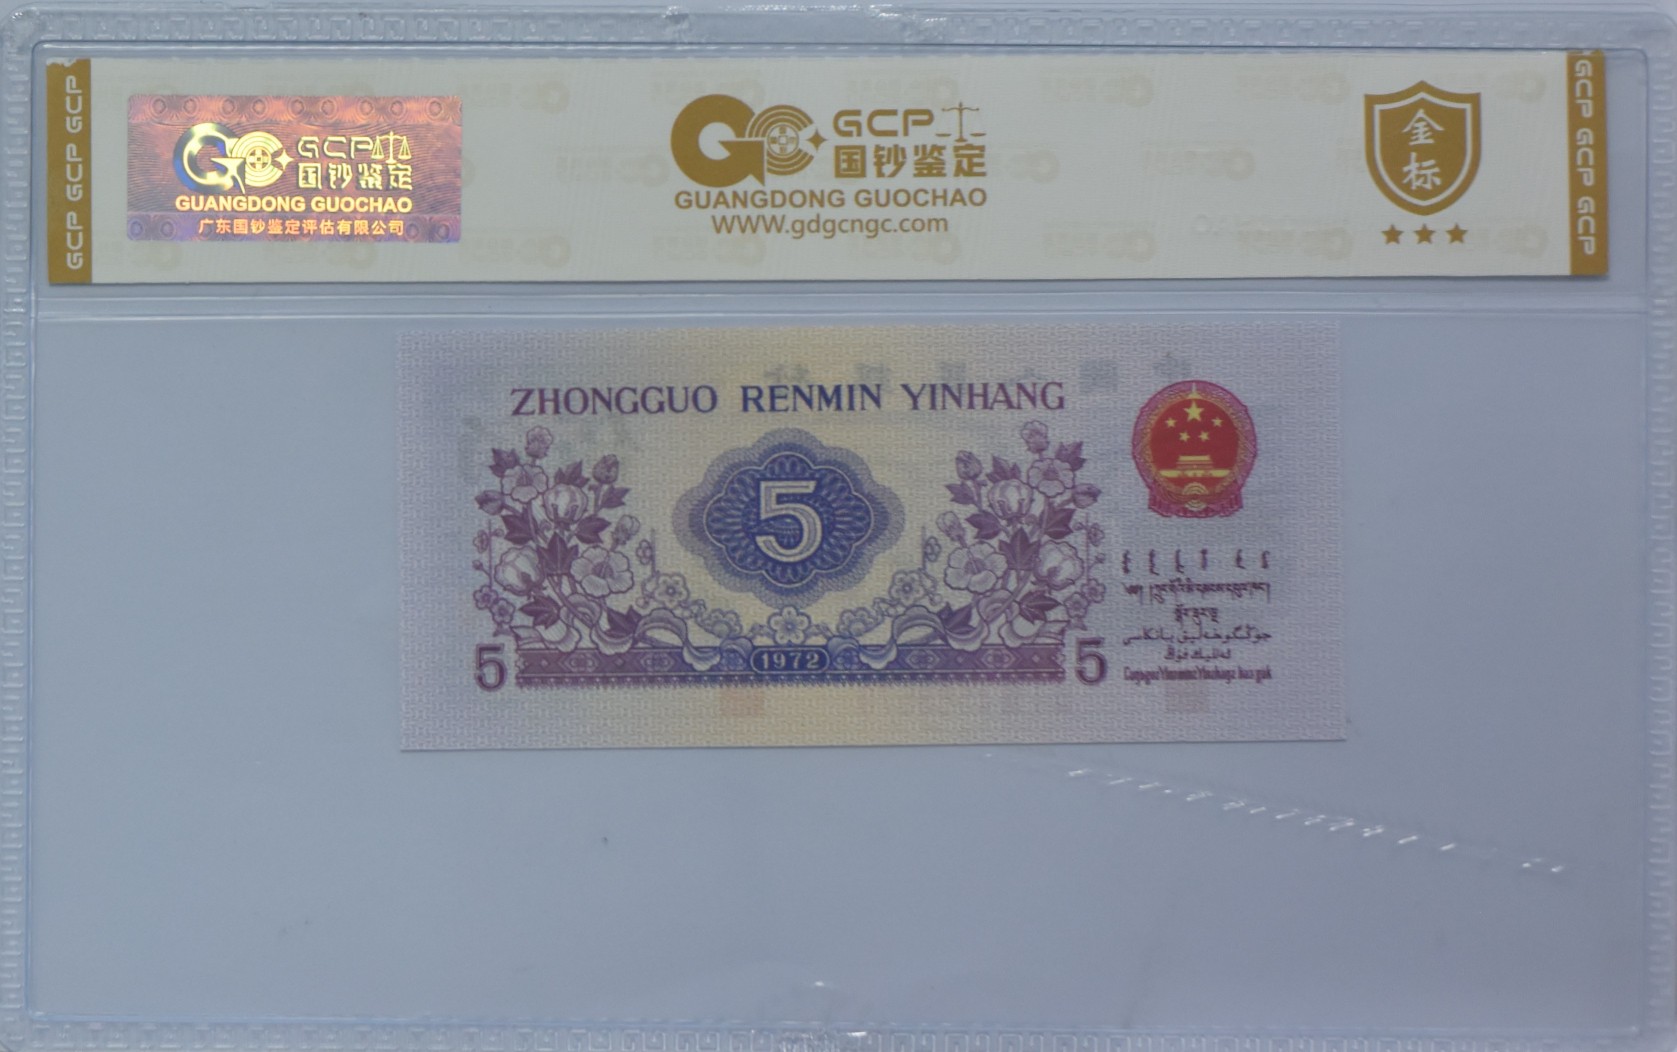 GCP GCP GCP
GCP 国钞鉴定
GUANGDONG GUOCHAO
广东国钞鉴定评估有限公司
GCP
国钞鉴定
GUANGDONG GUOCHAO
WWW.gdgcngc.com
金标
GCP GCP GCP
ZHONGGUO RENMIN YINHANG
5
5
1972
5